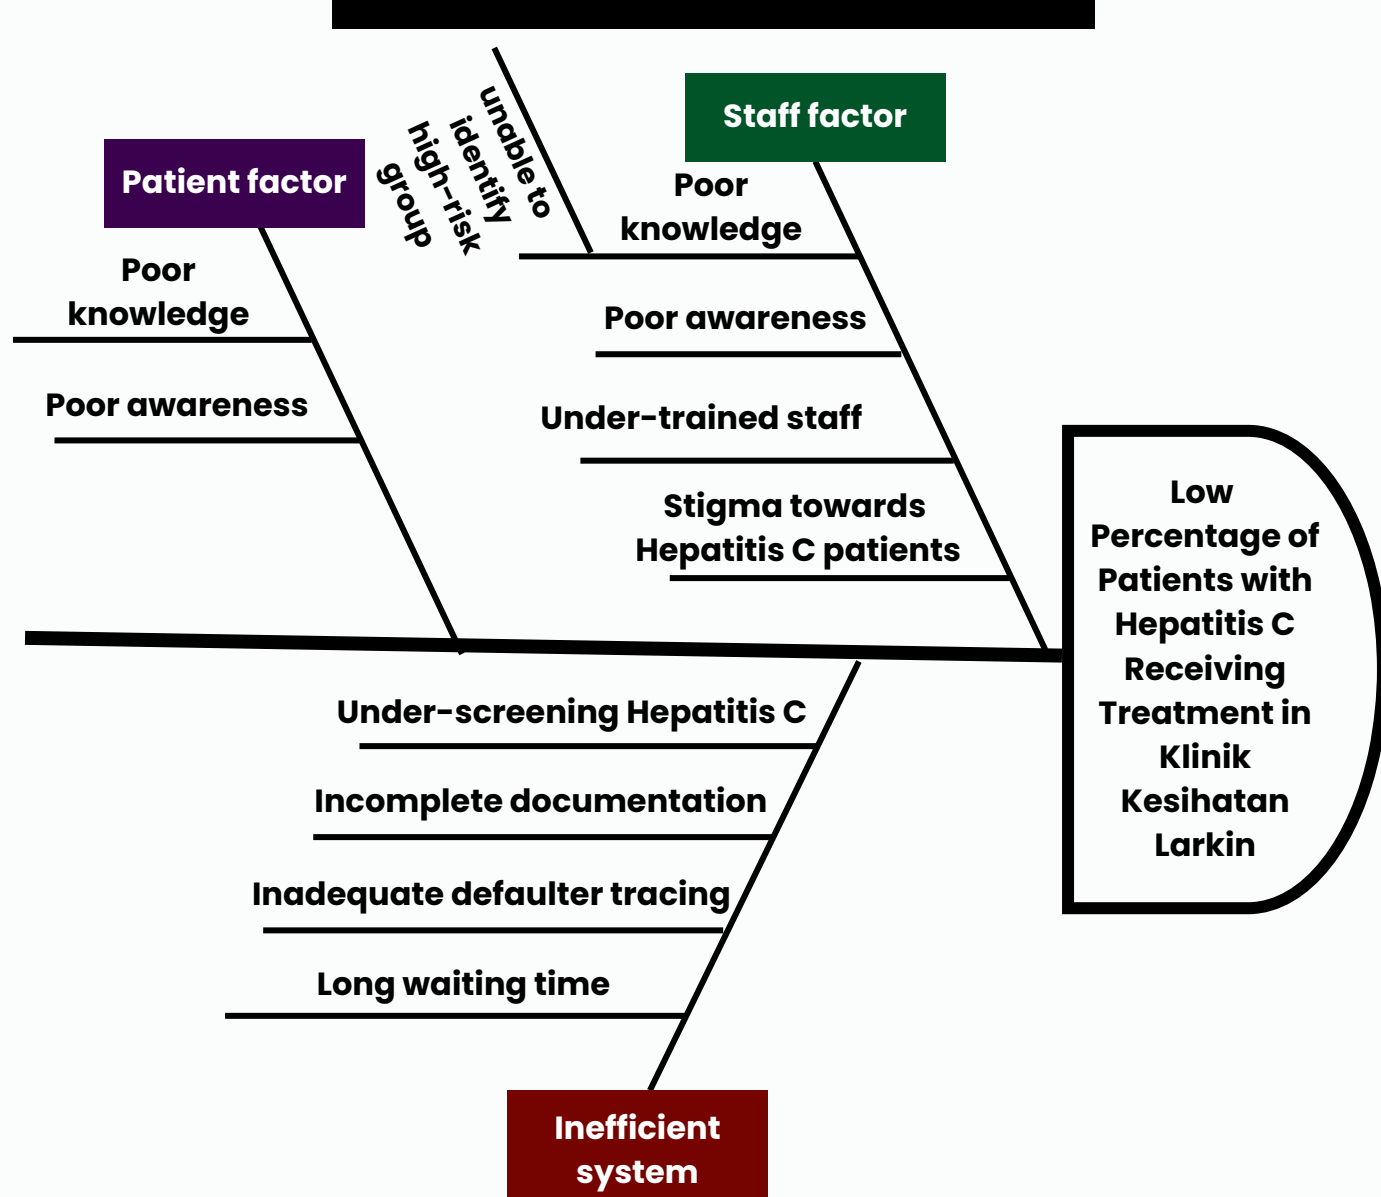 Patient factor
Poor
knowledge
Poor awareness
unable to
identify
high-risk
group
Staff factor
Poor
knowledge
Poor awareness
Under-trained staff
Stigma towards
Hepatitis C patients
Low
Percentage of
Patients with
Hepatitis C
Receiving
Treatment in
Klinik
Kesihatan
Larkin
Under-screening Hepatitis C
Incomplete documentation
Inadequate defaulter tracing
Long waiting time
Inefficient
system